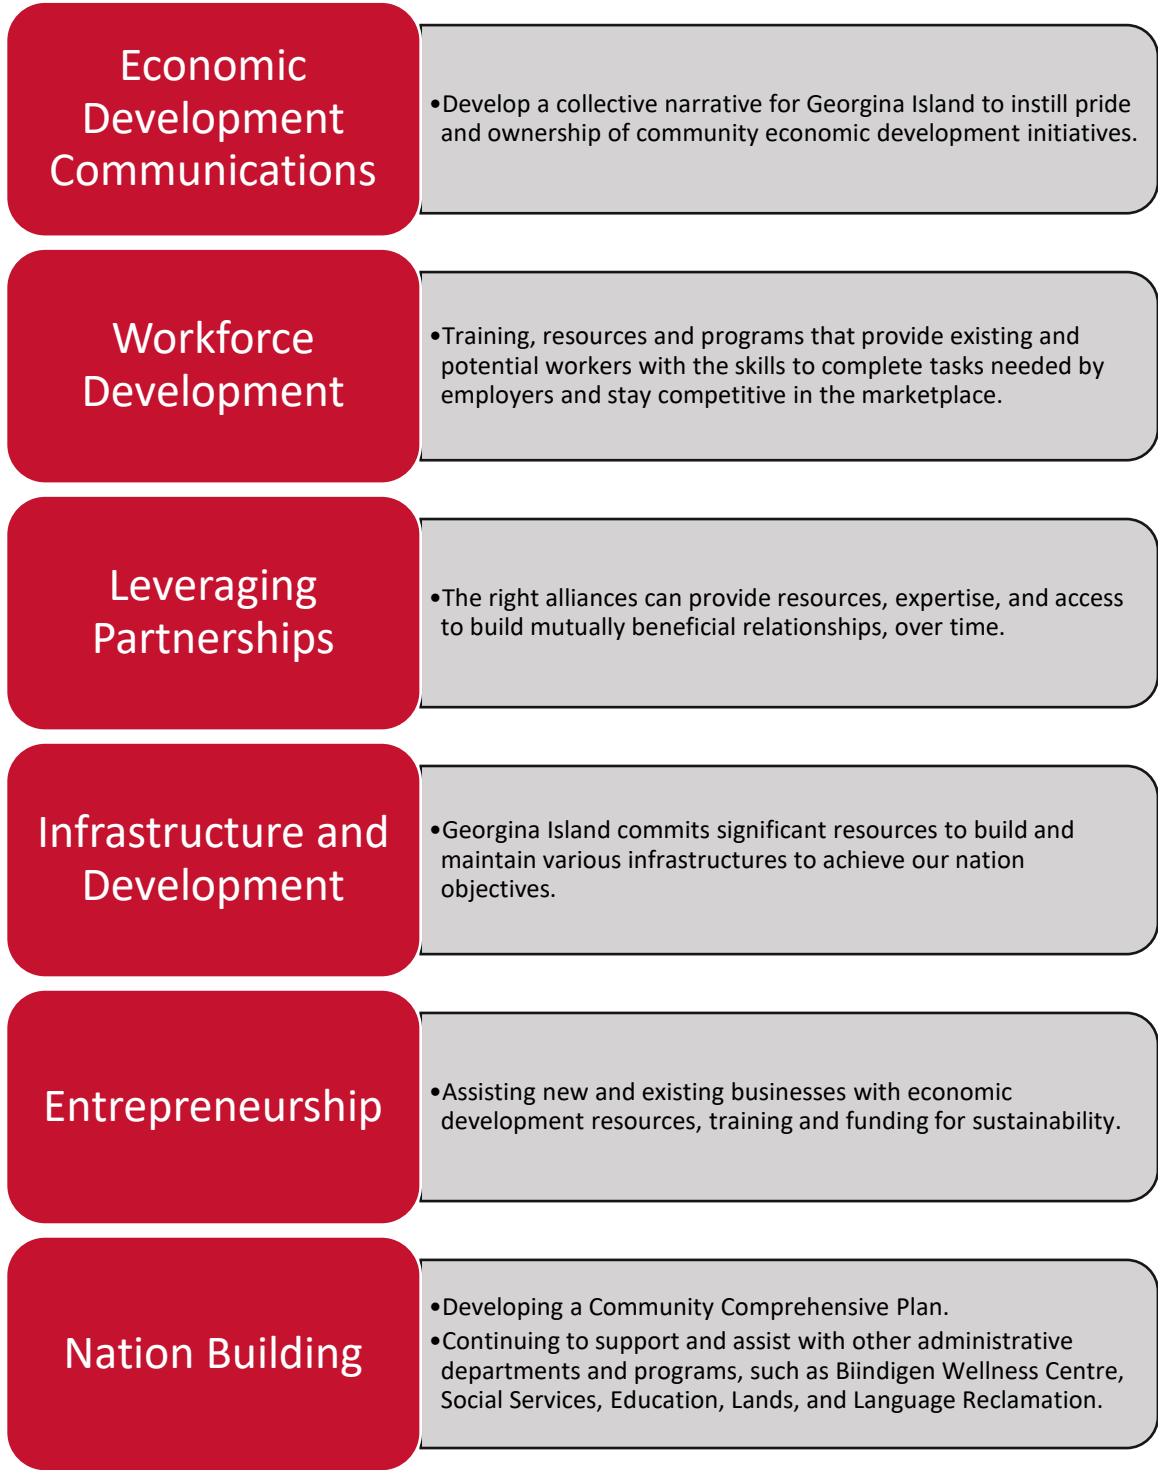 Economic
Development
Communications
•Develop a collective narrative for Georgina Island to instill pride
and ownership of community economic development initiatives.
Workforce
Development
•Training, resources and programs that provide existing and
potential workers with the skills to complete tasks needed by
employers and stay competitive in the marketplace.
Leveraging
Partnerships
•The right alliances can provide resources, expertise, and access
to build mutually beneficial relationships, over time.
Infrastructure and
Development
•Georgina Island commits significant resources to build and
maintain various infrastructures to achieve our nation
objectives.
Entrepreneurship
•Assisting new and existing businesses with economic
development resources, training and funding for sustainability.
Nation Building
•Developing a Community Comprehensive Plan.
•Continuing to support and assist with other administrative
departments and programs, such as Biindigen Wellness Centre,
Social Services, Education, Lands, and Language Reclamation.